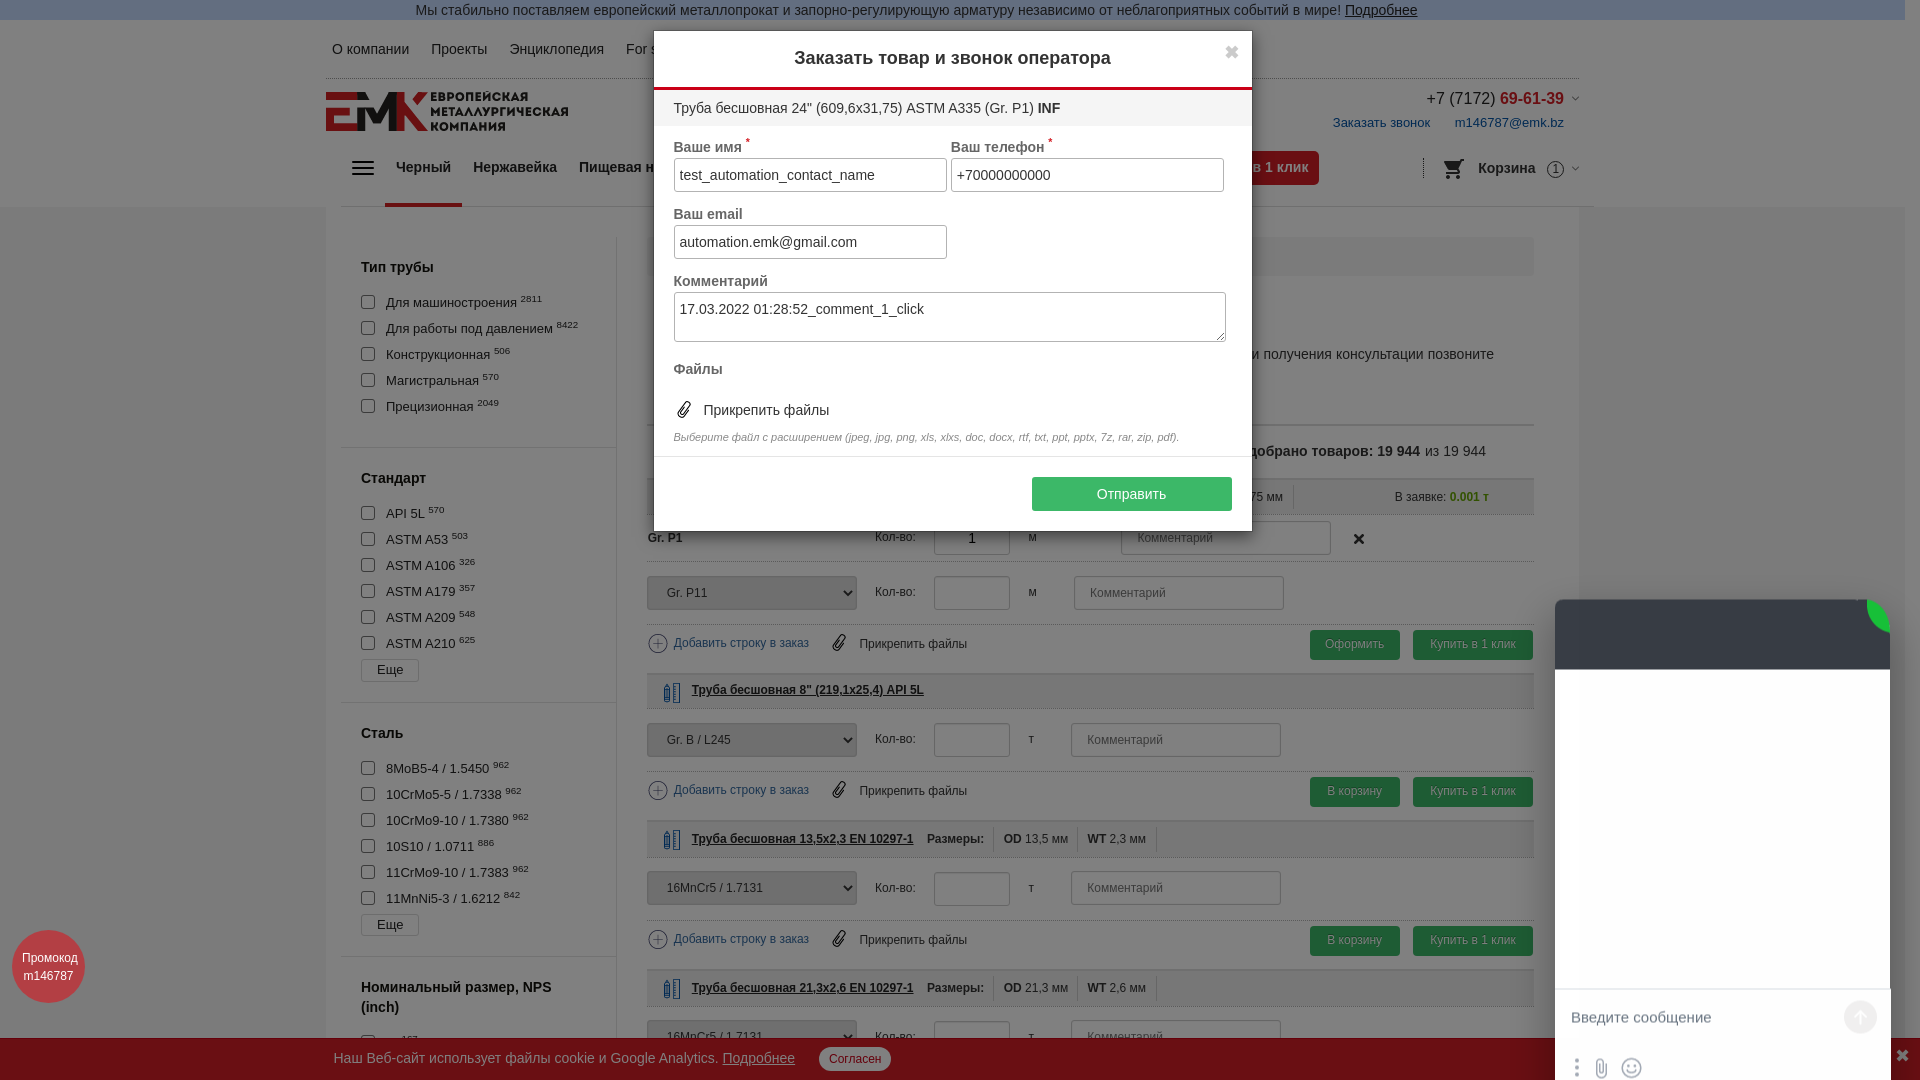 Мы стабильно поставляем европейский металлопрокат и запорно-регулирующую арматуру независимо от неблагоприятных событий в мире! Подробнее
О компании Проекты Энциклопедия For s
ЕВРОПЕЙСКАЯ
ЕМК МЕТАЛЛУРГИЧЕСКАЯ
КОМПАНИЯ
+7 (7172) 69-61-39
Заказать звонок m146787@emk.bz
Черный Нержавейка Пищевая н
в 1 клик
Корзина 1
Заказать товар и звонок оператора
Труба бесшовная 24" (609,6x31,75) ASTM A335 (Gr. P1) INF
Ваше имя * Ваш телефон *
test_automation_contact_name +70000000000
Ваш email
automation.emk@gmail.com
Комментарий
17.03.2022 01:28:52_comment_1_click
Файлы
Прикрепить файлы
Выберите файл с расширением (jpeg, jpg, png, xls, xlxs, doc, docx, rtf, txt, ppt, pptx, 7z, rar, zip, pdf).
Отправить
Тип трубы
Для машиностроения 2811
Для работы под давлением 8422
Конструкционная 506
Магистральная 570
Прецизионная 2049
Стандарт
API 5L 570
ASTM A53 503
ASTM A106 326
ASTM A179 357
ASTM A209 548
ASTM A210 625
Еще
Сталь
8MoB5-4 / 1.5450 962
10CrMo5-5 / 1.7338 962
10CrMo9-10 / 1.7380 962
10S10 / 1.0711 886
11CrMo9-10 / 1.7383 962
11MnNi5-3 / 1.6212 842
Еще
Номинальный размер, NPS
(inch)
и получения консультации позвоните
добрано товаров: 19 944 из 19 944
75 мм В заявке: 0.001 т
Gr. P1 Кол-во: 1 м Комментарий
Gr. P11 Кол-во: м Комментарий
Добавить строку в заказ Прикрепить файлы Оформить Купить в 1 клик
Труба бесшовная 8" (219,1x25,4) API 5L
Gr. B / L245 Кол-во: т Комментарий
Добавить строку в заказ Прикрепить файлы В корзину Купить в 1 клик
Труба бесшовная 13,5x2,3 EN 10297-1 Размеры: OD 13,5 мм WT 2,3 мм
16MnCr5 / 1.7131 Кол-во: т Комментарий
Добавить строку в заказ Прикрепить файлы В корзину Купить в 1 клик
Труба бесшовная 21,3x2,6 EN 10297-1 Размеры: OD 21,3 мм WT 2,6 мм
16MnCr5 / 1.7131 Кол-во: Комментарий
Промокод
m146787
Введите сообщение
Наш Веб-сайт использует файлы cookie и Google Analytics. Подробнее Согласен